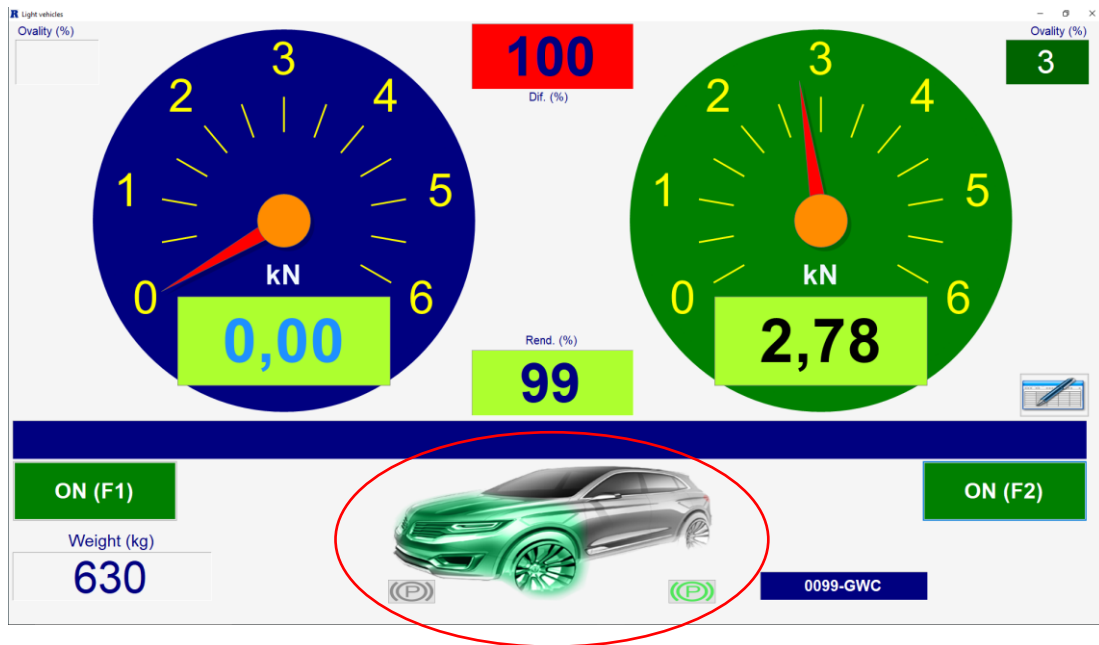 R Light vehicles
Ovality (%)
100
Dif. (%)
Ovality (%)
3
0
1
2
3
4
5
6
kN
0,00
0
1
2
3
4
5
6
kN
2,78
Rend. (%)
99
ON (F1)
ON (F2)
Weight (kg)
630
(P)
(P)
0099-GWC